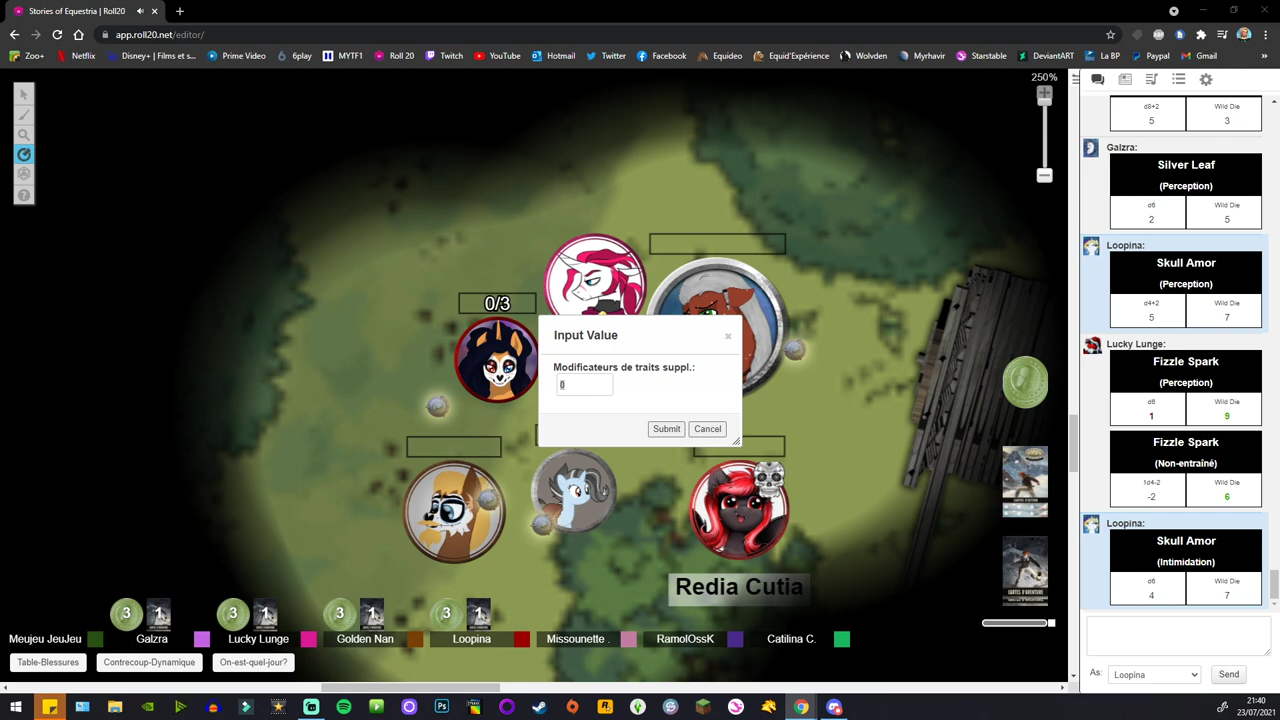 Stories of Equestria | Roll20
app.roll20.net/editor/
Zoo+
Netflix
Disney+ | Films et s...
Prime Video
6play
MYTF1
Roll 20
Twitch
YouTube
Hotmail
Twitter
Facebook
Equideo
Equid'Expérience
Wolvden
Myrhavir
Starstable
DeviantART
La BP
Paypal
Gmail
»
250%
0/3
Input Value
Modificateurs de traits suppl.:
0
Submit
Cancel
Redia Cutia
3 1
3 1
3 1
3 1
Meujeu JeuJeu
Galzra
Lucky Lunge
Golden Nan
Loopina
Missounette .
RamolOssK
Catilina C.
Table-Blessures
Contrecoup-Dynamique
On-est-quel-jour?
d8+2 Wild Die
5 3
Galzra:
Silver Leaf
(Perception)
d6 Wild Die
2 5
Loopina:
Skull Amor
(Perception)
d4+2 Wild Die
5 7
Lucky Lunge:
Fizzle Spark
(Perception)
d6 Wild Die
1 9
Fizzle Spark
(Non-entraîné)
1d4-2 Wild Die
-2 6
Loopina:
Skull Amor
(Intimidation)
d6 Wild Die
4 7
As:
Loopina
Send
21:40
23/07/2021